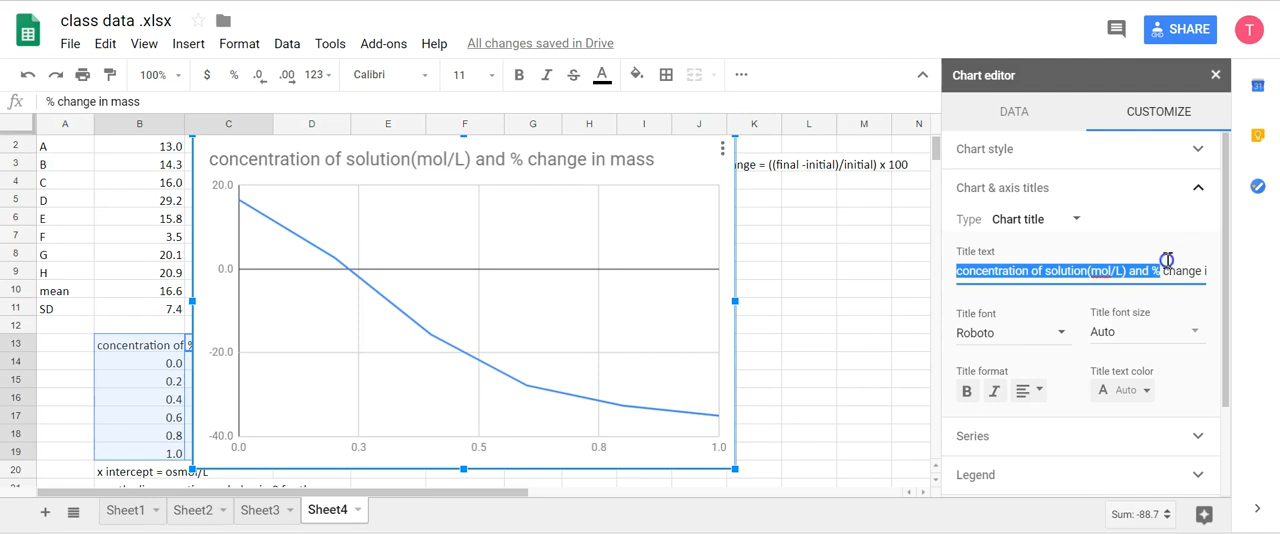 class data .xlsx
File Edit View Insert Format Data Tools Add-ons Help All changes saved in Drive
SHARE
T
100% $ % .0 .00 123 Calibri 11 B I S A
fx % change in mass
Chart editor
DATA CUSTOMIZE
A B C D E F G H I J K L M N
2 A 13.0
3 B 14.3
4 C 16.0
5 D 29.2
6 E 15.8
7 F 3.5
8 G 20.1
9 H 20.9
10 mean 16.6
11 SD 7.4
12
13 concentration of %
14 0.0
15 0.2
16 0.4
17 0.6
18 0.8
19 1.0
20 x intercept = osmol/L
nge = ((final -initial)/initial) x 100
concentration of solution(mol/L) and % change in mass
20.0
0.0
-20.0
-40.0
0.0 0.3 0.5 0.8 1.0
Chart style
Chart & axis titles
Type Chart title
Title text
concentration of solution(mol/L) and % change i
Title font Title font size
Roboto Auto
Title format Title text color
B I A Auto
Series
Legend
Sheet1 Sheet2 Sheet3 Sheet4
Sum: -88.7
31